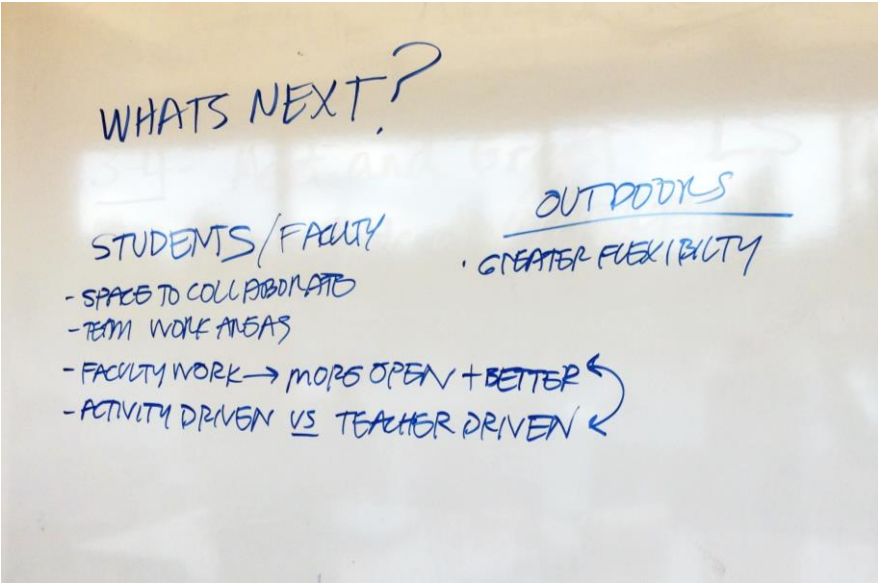 WHATS NEXT?
STUDENTS/FACULTY
- SPACE TO COLLABORATE
- TEAM WORK AREAS
- FACULTY WORK → MORE OPEN + BETTER
- ACTIVITY DRIVEN VS TEACHER DRIVEN
OUTDOORS
· GREATER FLEXIBILTY